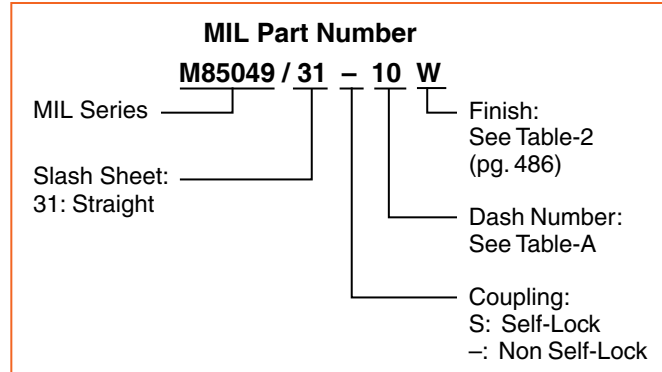 MIL Part Number
M85049 / 31 – 10 W
MIL Series
Slash Sheet:
31: Straight
Finish:
See Table-2
(pg. 486)
Dash Number:
See Table-A
Coupling:
S: Self-Lock
–: Non Self-Lock